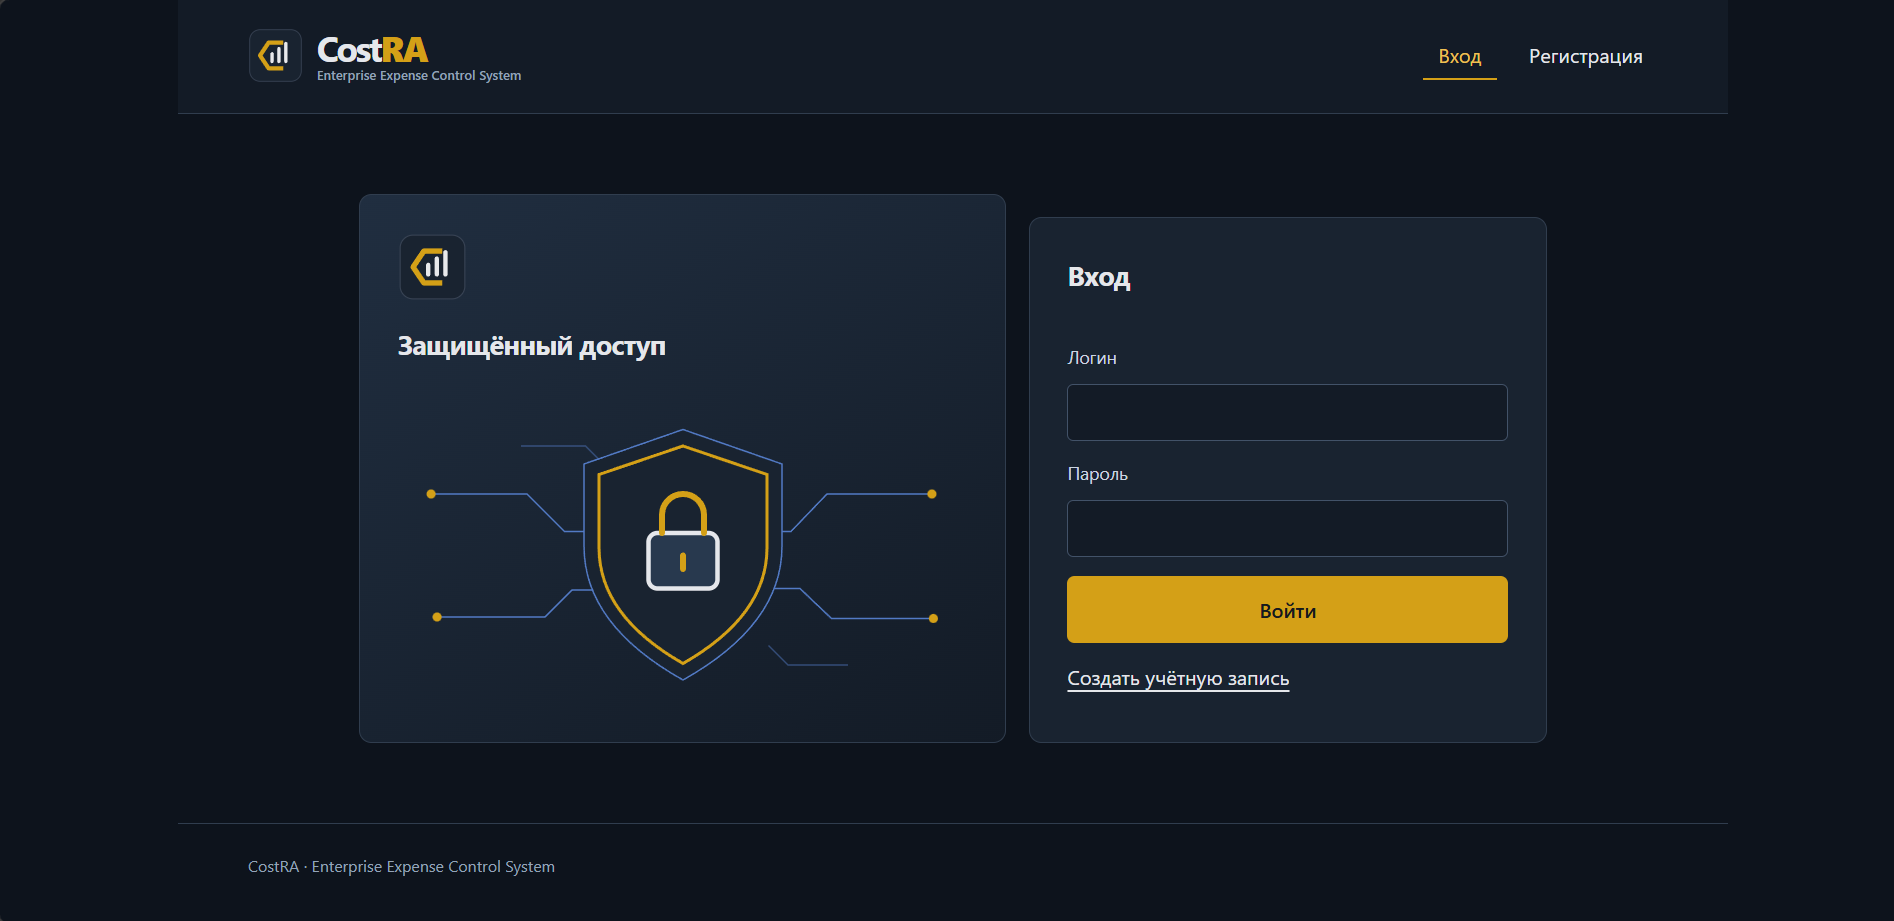 CostRA
Enterprise Expense Control System
Вход
Регистрация
Защищённый доступ
Вход
Логин
Пароль
Войти
Создать учётную запись
CostRA · Enterprise Expense Control System